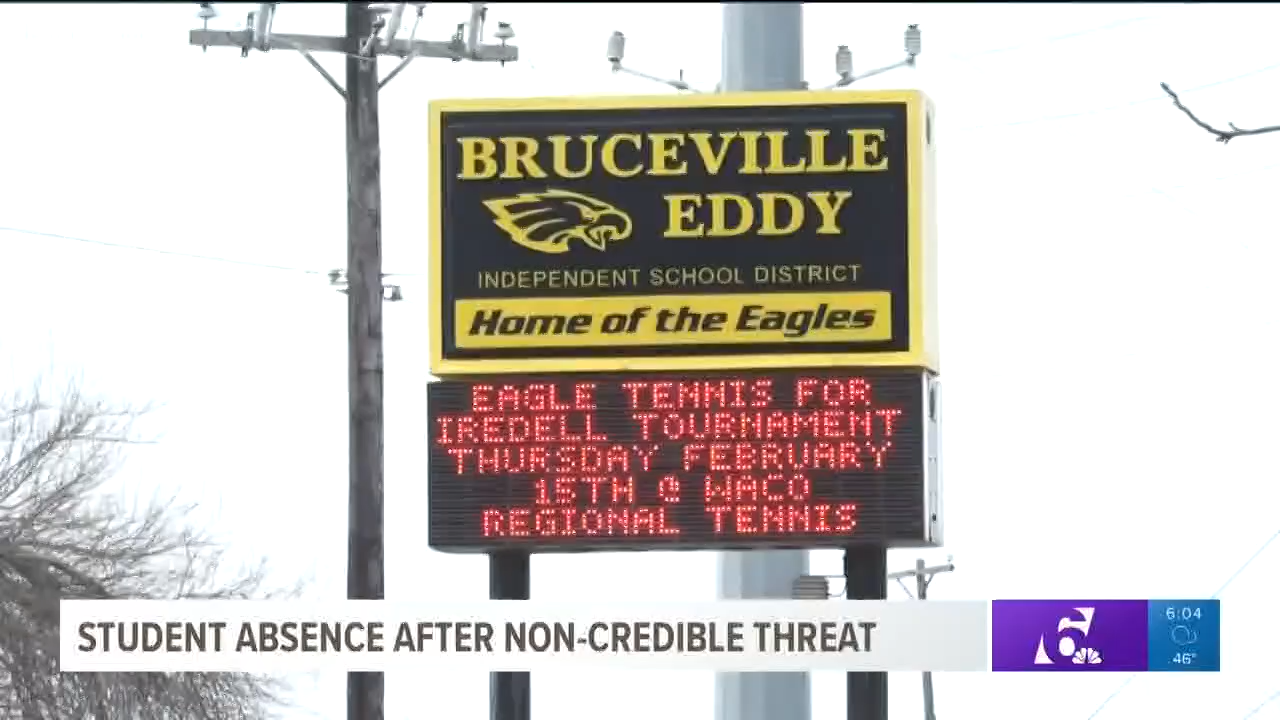 BRUCEVILLE
EDDY
INDEPENDENT SCHOOL DISTRICT
Home of the Eagles
EAGLE TENNIS FOR
IREDELL TOURNAMENT
THURSDAY FEBRUARY
15TH @ WACO
REGIONAL TENNIS
STUDENT ABSENCE AFTER NON-CREDIBLE THREAT
6
6:04
46°